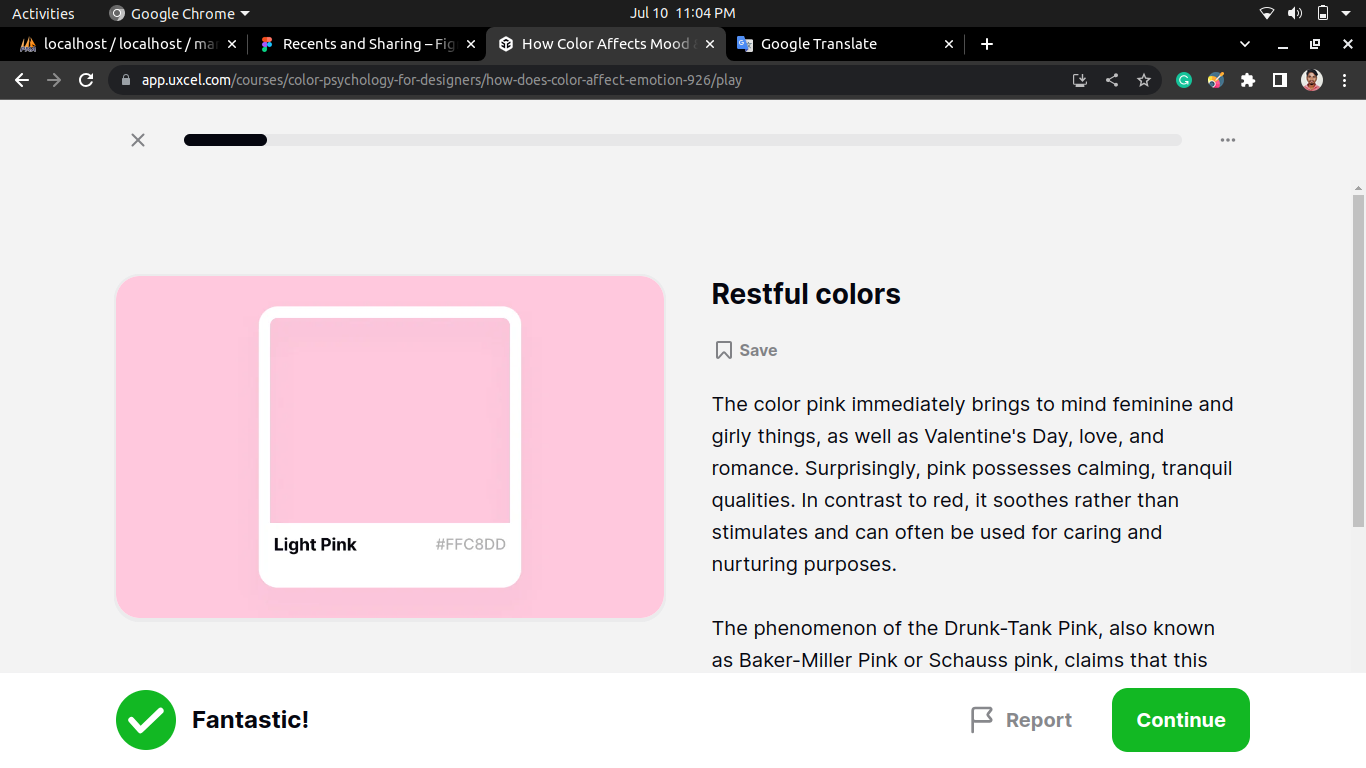 Activities Google Chrome Jul 10 11:04 PM
localhost / localhost / ma Recents and Sharing – Fig How Color Affects Mood Google Translate
app.uxcel.com/courses/color-psychology-for-designers/how-does-color-affect-emotion-926/play
Restful colors
Save
The color pink immediately brings to mind feminine and
girly things, as well as Valentine's Day, love, and
romance. Surprisingly, pink possesses calming, tranquil
qualities. In contrast to red, it soothes rather than
stimulates and can often be used for caring and
nurturing purposes.
The phenomenon of the Drunk-Tank Pink, also known
as Baker-Miller Pink or Schauss pink, claims that this
Light Pink #FFC8DD
Fantastic!
Report
Continue